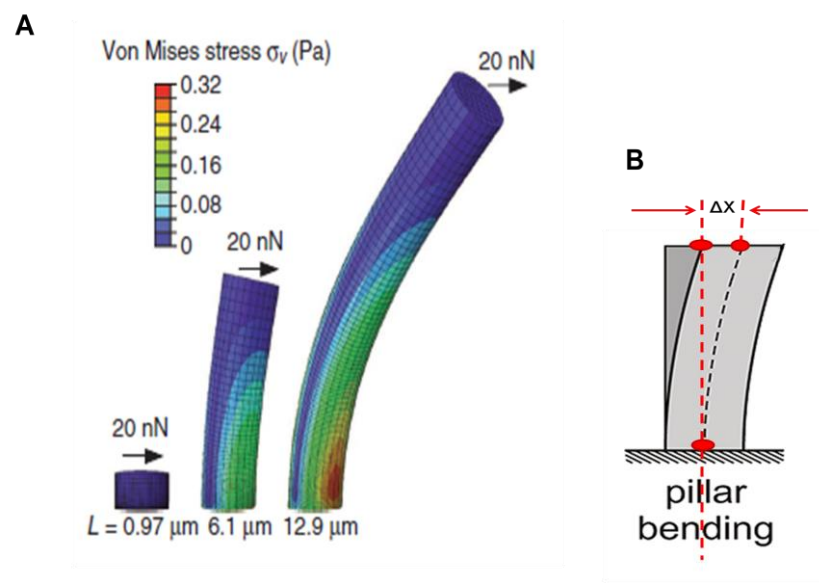 A
Von Mises stress σv (Pa)
0.32
0.24
0.16
0.08
0
20 nN
20 nN
20 nN
L = 0.97 μm 6.1 μm 12.9 μm
B
Δx
pillar
bending